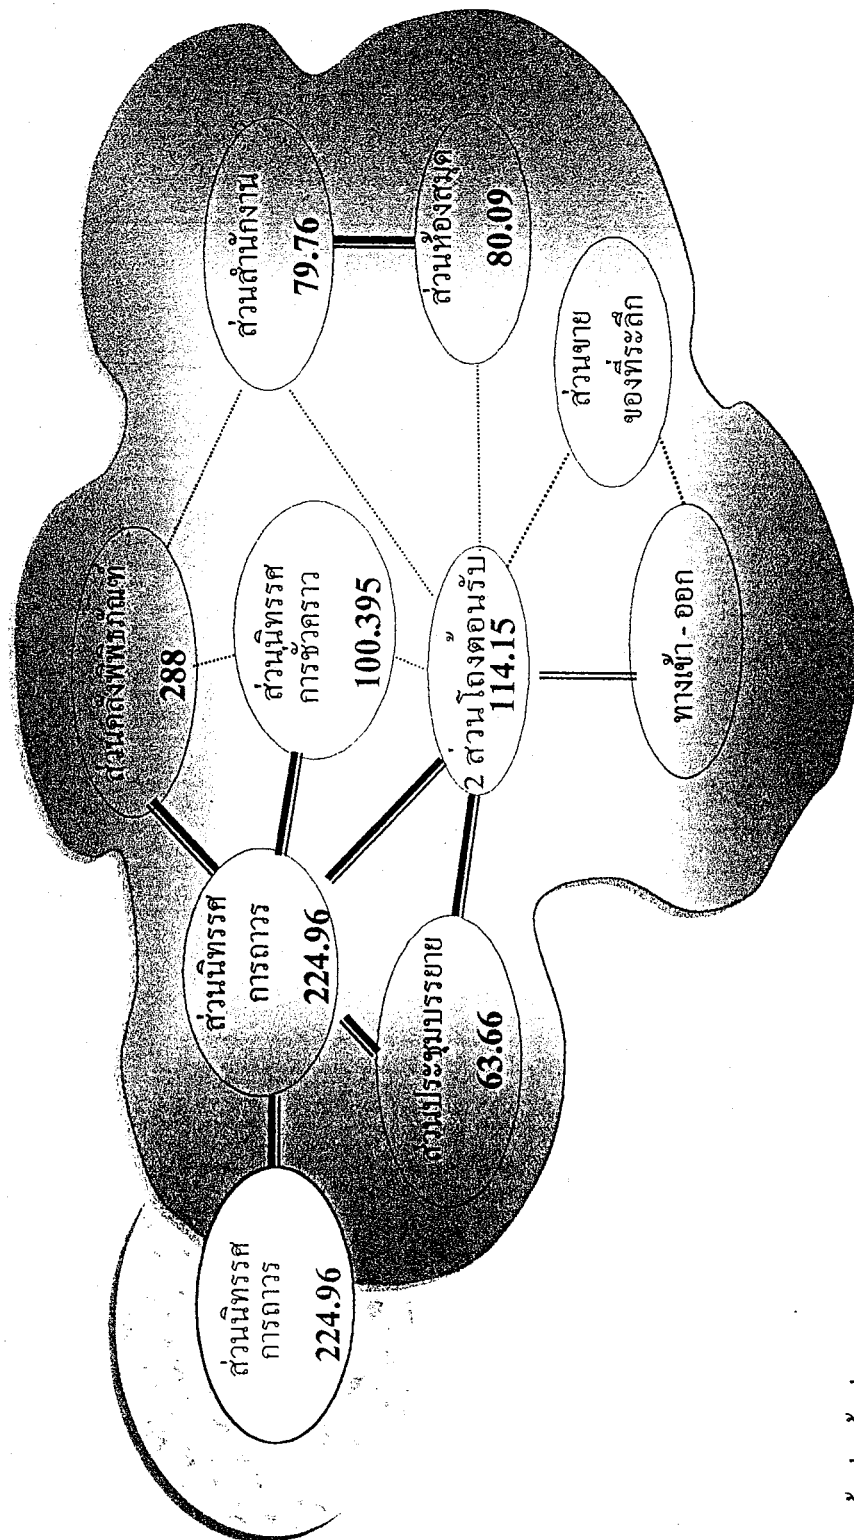 ส่วนนิทรรศ
การถาวร
224.96
ส่วนนิทรรศ
การถาวร
224.96
ส่วนคลังพิพิธภัณฑ์
288
ส่วนนิทรรศ
การชั่วคราว
100.395
ส่วนสำนักงาน
79.76
ส่วนห้องสมุด
80.09
ส่วนประชุมบรรยาย
63.66
2 ส่วนโถงต้อนรับ
114.15
ส่วนขาย
ของที่ระลึก
ทางเข้า - ออก